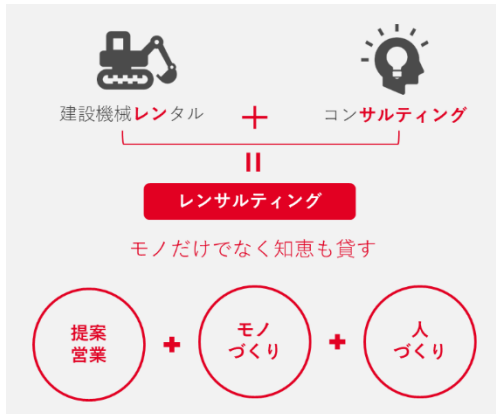 建設機械レンタル
+
コンサルティング
=
レンサルティング
モノだけでなく知恵も貸す
提案
営業
+
モノ
づくり
+
人
づくり